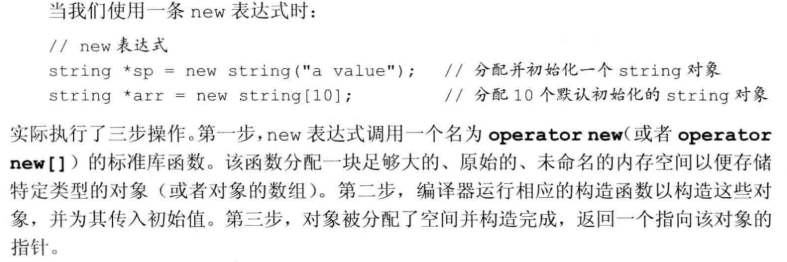 当我们使用一条 new 表达式时：
// new 表达式
string *sp = new string("a value");   // 分配并初始化一个 string 对象
string *arr = new string[10];         // 分配 10 个默认初始化的 string 对象
实际执行了三步操作。第一步，new 表达式调用一个名为 operator new（或者 operator
new[]）的标准库函数。该函数分配一块足够大的、原始的、未命名的内存空间以便存储
特定类型的对象（或者对象的数组）。第二步，编译器运行相应的构造函数以构造这些对
象，并为其传入初始值。第三步，对象被分配了空间并构造完成，返回一个指向该对象的
指针。